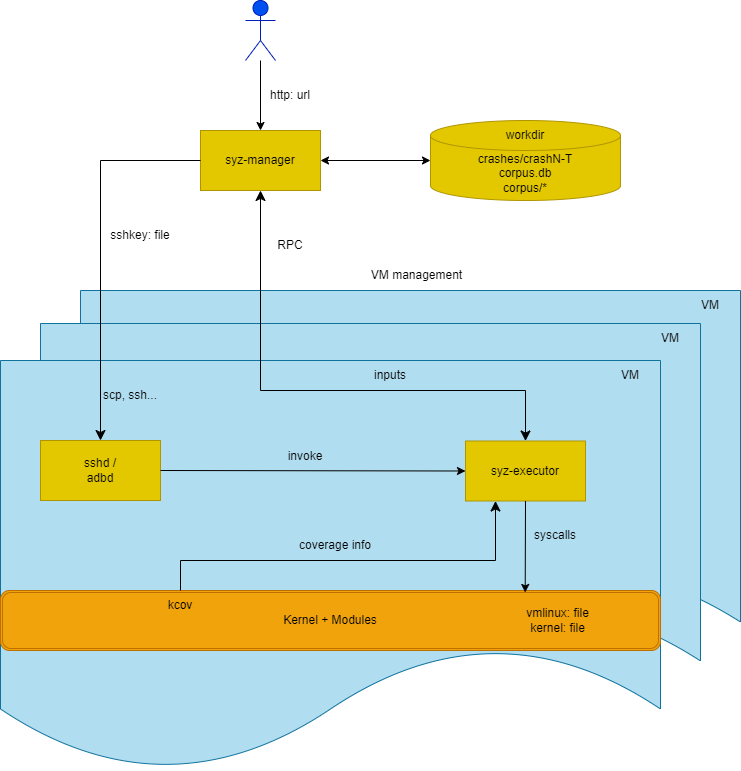 http: url
syz-manager
workdir
crashes/crashN-T
corpus.db
corpus/*
sshkey: file
RPC
VM management
VM
VM
VM
inputs
scp, ssh...
sshd /
adbd
invoke
syz-executor
syscalls
coverage info
kcov
Kernel + Modules
vmlinux: file
kernel: file